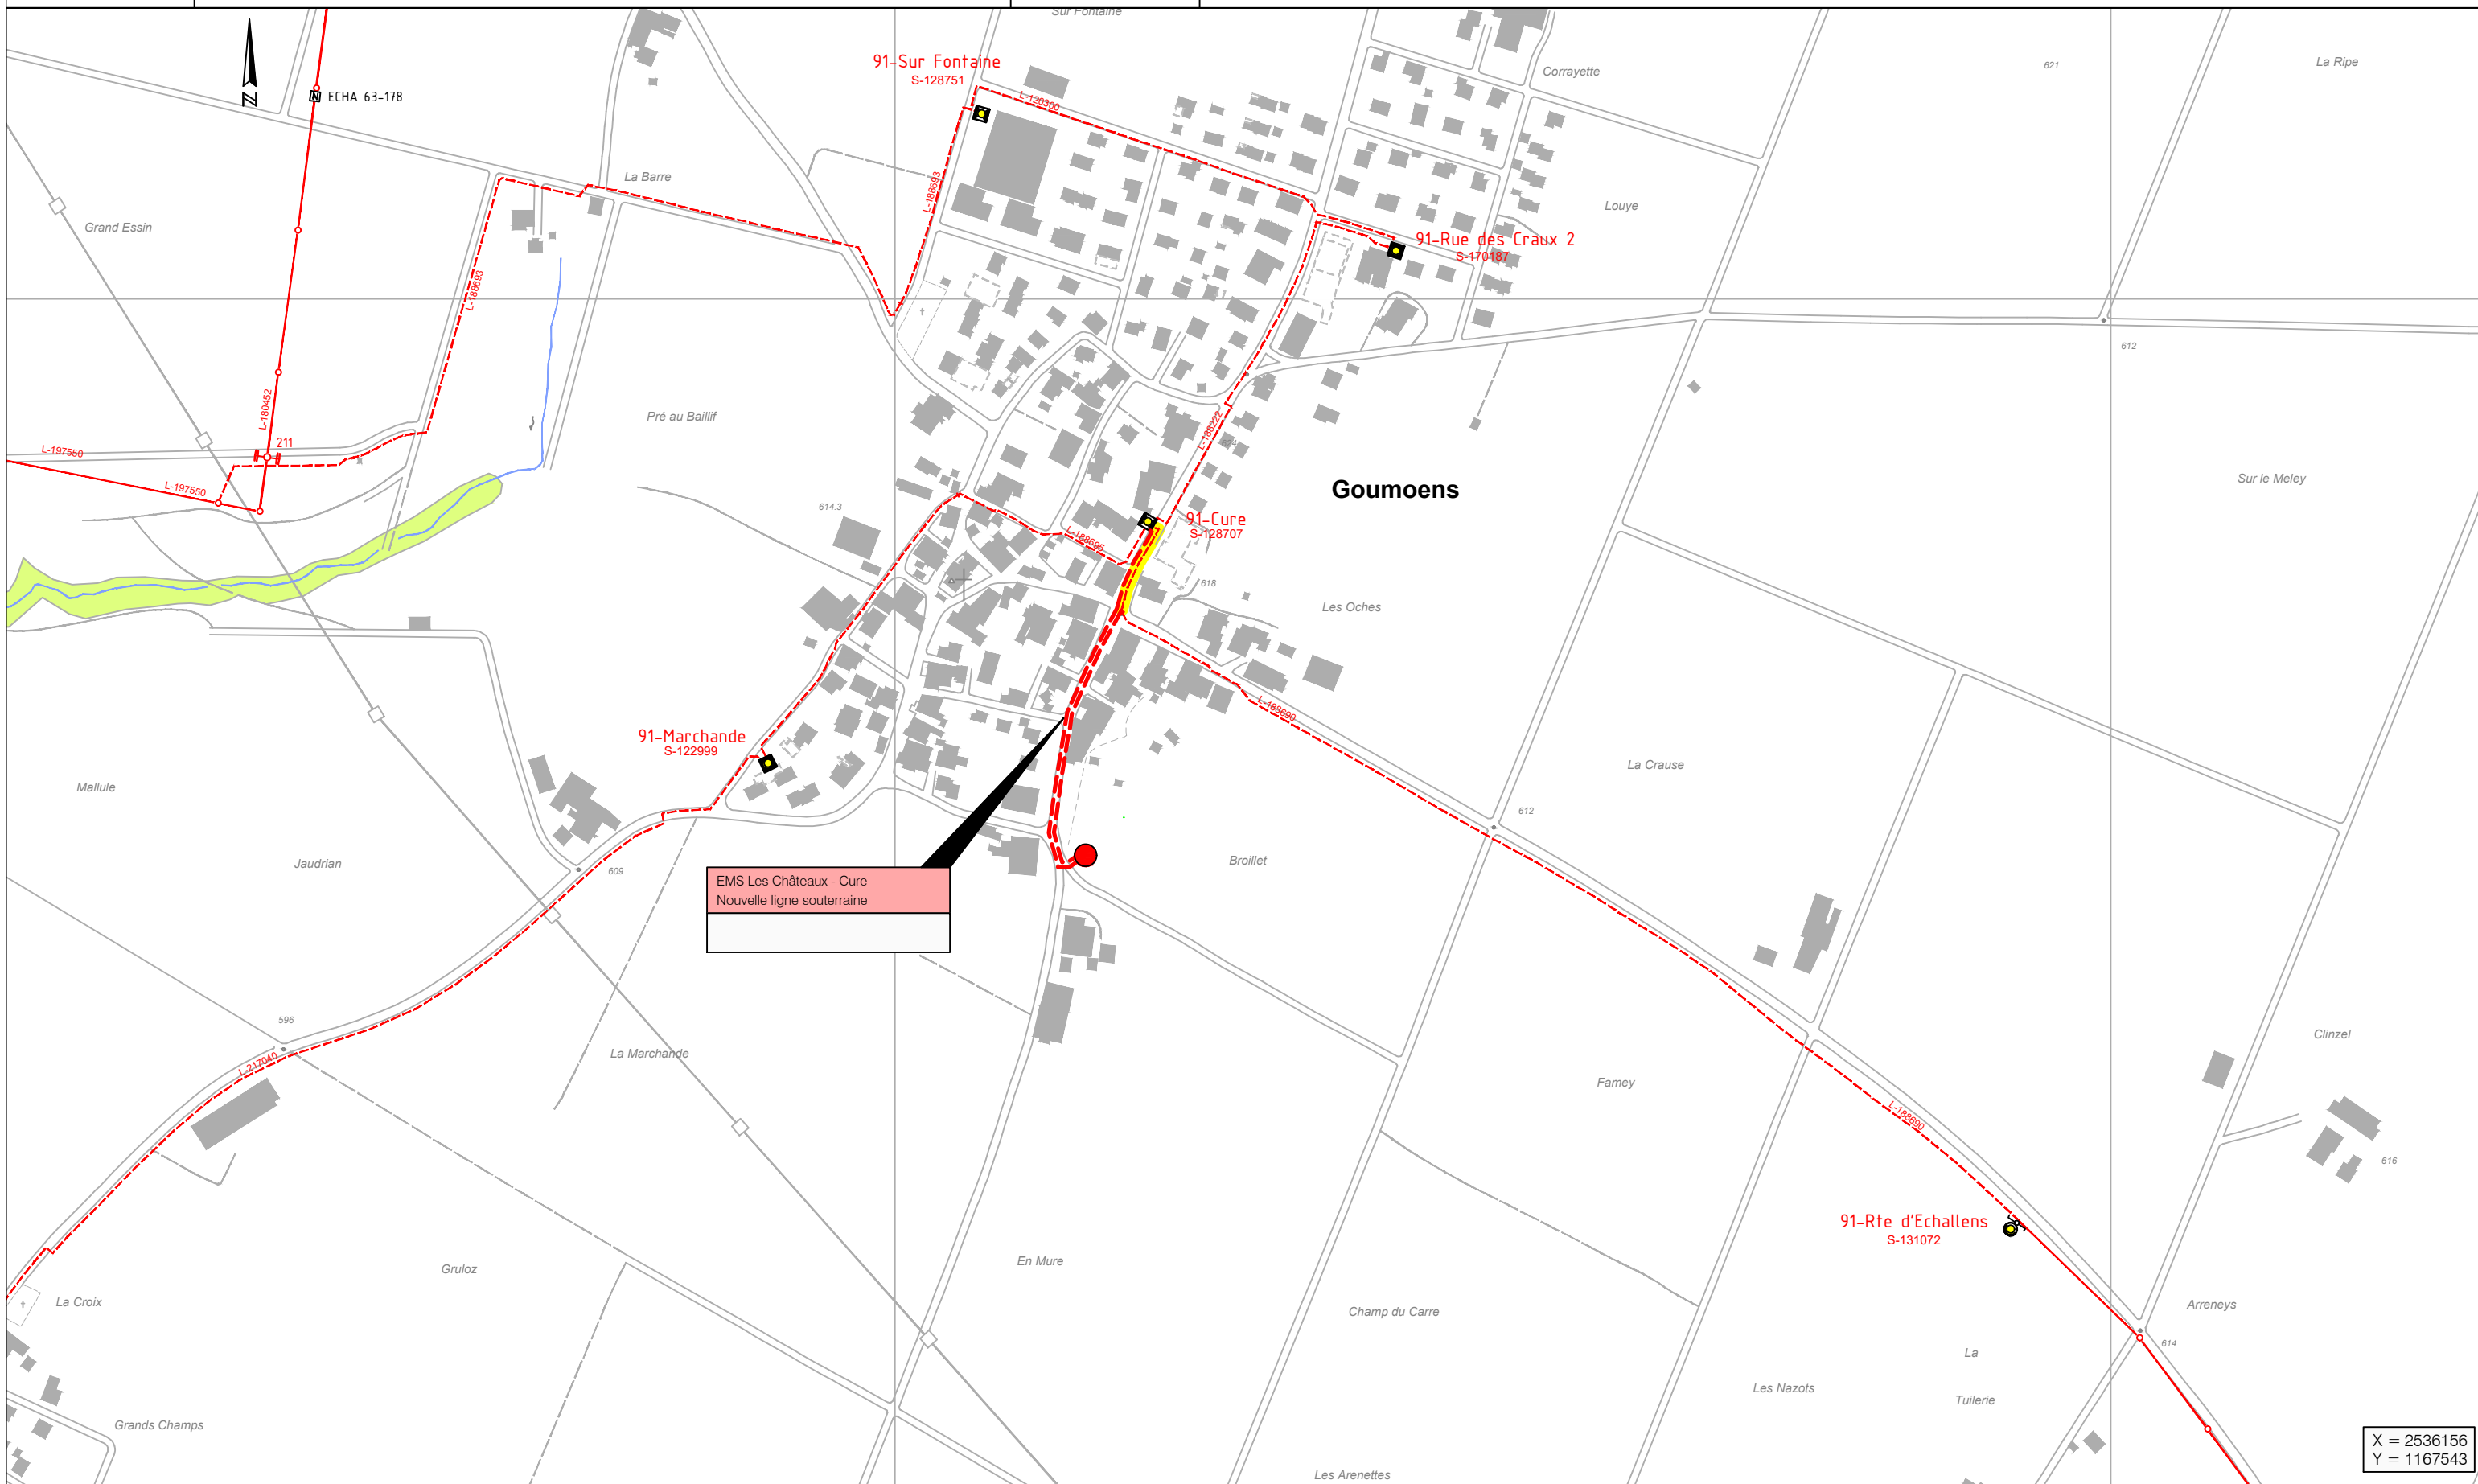 Sur Fontaine
91-Sur Fontaine
S-128751
Corrayette
621
La Ripe
N
ECHA 63-178
L-120300
La Barre
L-188693
Louye
Grand Essin
91-Rue des Craux 2
S-170187
L-188693
612
L-180452
Pré au Baillif
L-188222
624
211
L-197550
L-197550
Goumoens
Sur le Meley
614.3
91-Cure
S-128707
L-188695
618
Les Oches
L-188690
91-Marchande
S-122999
La Crause
Mallule
612
Jaudrian
609
Broillet
EMS Les Châteaux - Cure
Nouvelle ligne souterraine
596
La Marchande
L-217040
Famey
Clinzel
L-188690
616
91-Rte d'Echallens
S-131072
En Mure
Gruloz
La Croix
Champ du Carre
Arreneys
614
La
Tuilerie
Les Nazots
Grands Champs
Les Arenettes
X = 2536156
Y = 1167543